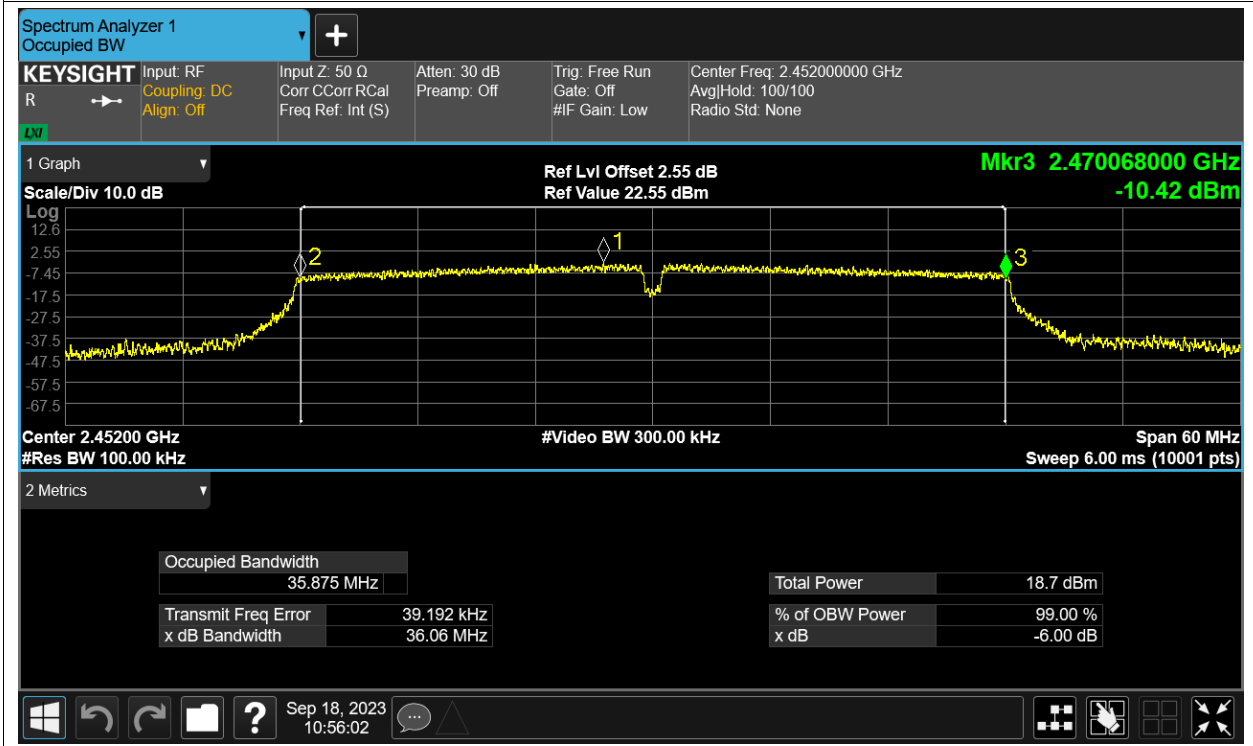 Spectrum Analyzer 1
Occupied BW
KEYSIGHT
R
LXI
Input: RF
Coupling: DC
Align: Off
Input Z: 50 Ω
Corr CCorr RCal
Freq Ref: Int (S)
Atten: 30 dB
Preamp: Off
Trig: Free Run
Gate: Off
#IF Gain: Low
Center Freq: 2.452000000 GHz
Avg|Hold: 100/100
Radio Std: None
1 Graph
Scale/Div 10.0 dB
Ref Lvl Offset 2.55 dB
Ref Value 22.55 dBm
Mkr3 2.470068000 GHz
-10.42 dBm
Log
12.6
2.55
-7.45
-17.5
-27.5
-37.5
-47.5
-57.5
-67.5
2
1
3
Center 2.45200 GHz
#Res BW 100.00 kHz
#Video BW 300.00 kHz
Span 60 MHz
Sweep 6.00 ms (10001 pts)
2 Metrics
Occupied Bandwidth
35.875 MHz
Transmit Freq Error 39.192 kHz
x dB Bandwidth 36.06 MHz
Total Power 18.7 dBm
% of OBW Power 99.00 %
x dB -6.00 dB
?
Sep 18, 2023
10:56:02